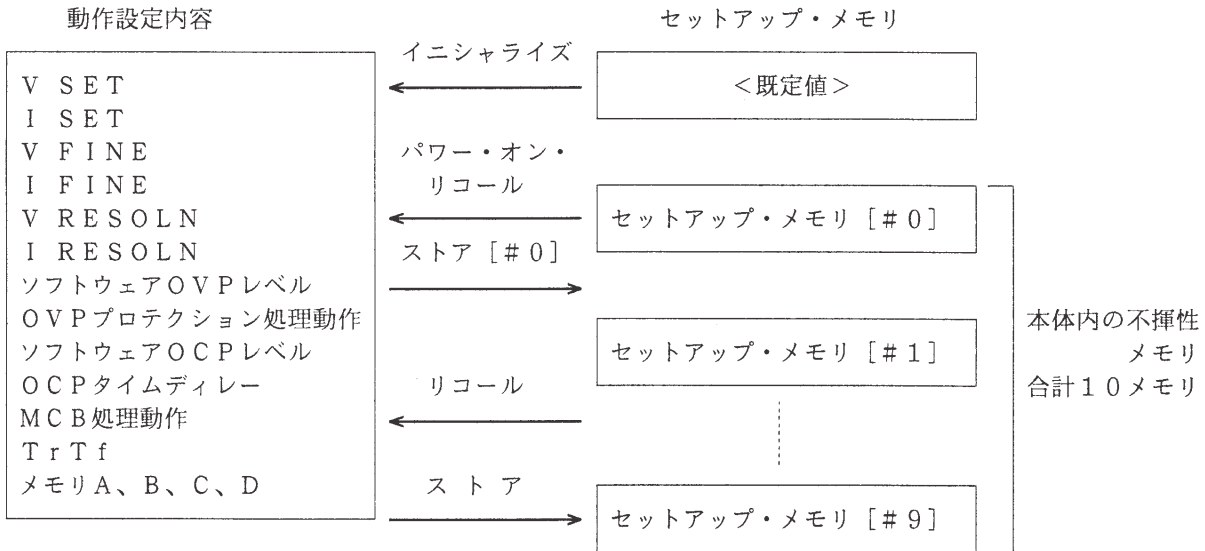 動作設定内容
セットアップ・メモリ
V SET
I SET
V FINE
I FINE
V RESOLN
I RESOLN
ソフトウェアOVPレベル
OVPプロテクション処理動作
ソフトウェアOCPレベル
OCPタイムディレー
MCB処理動作
TrTf
メモリA、B、C、D
イニシャライズ
<既定値>
パワー・オン・
リコール
セットアップ・メモリ [#0]
ストア [#0]
セットアップ・メモリ [#1]
リコール
ストア
セットアップ・メモリ [#9]
本体内の不揮性
メモリ
合計10メモリ